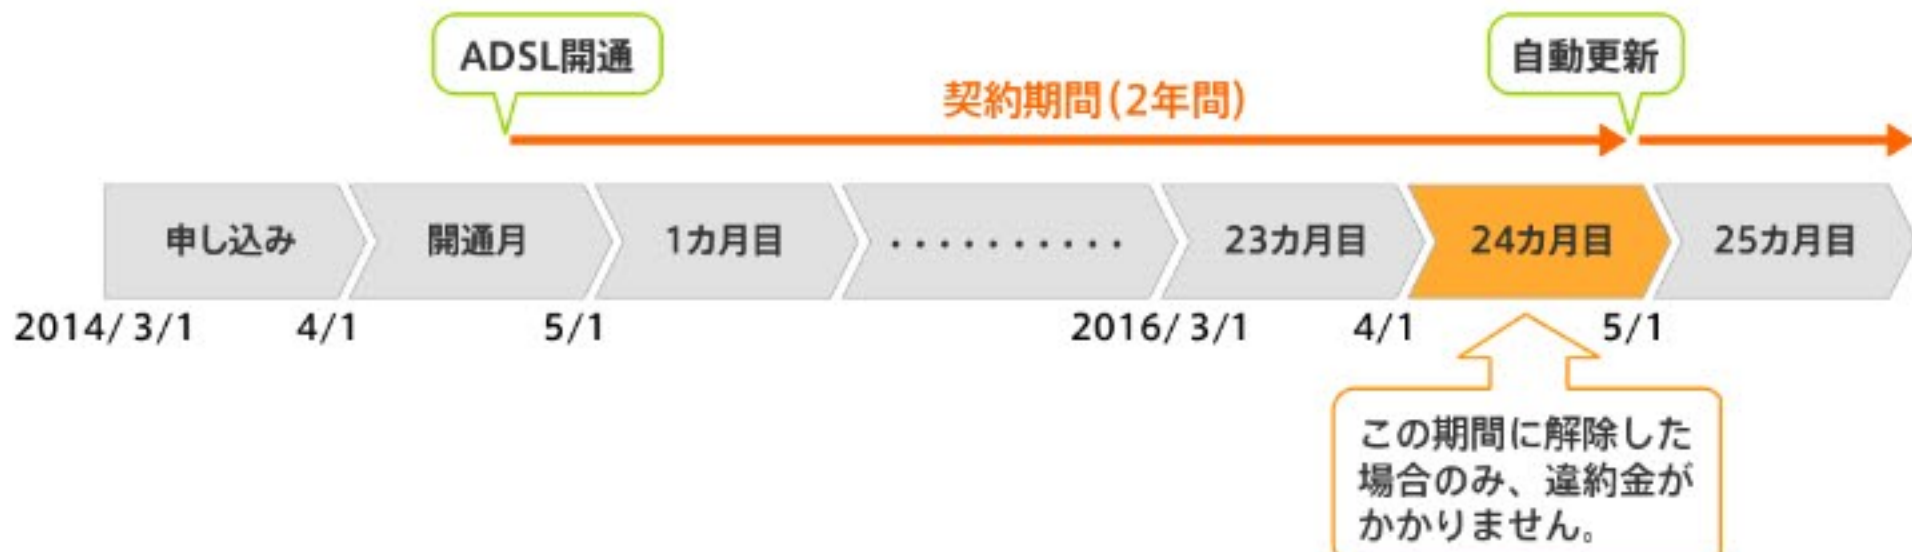 ADSL開通
自動更新
契約期間(2年間)
申し込み
開通月
1カ月目
・・・・・・・・・・
23カ月目
24カ月目
25カ月目
2014/ 3/1
4/1
5/1
2016/ 3/1
4/1
5/1
この期間に解除した
場合のみ、違約金が
かかりません。